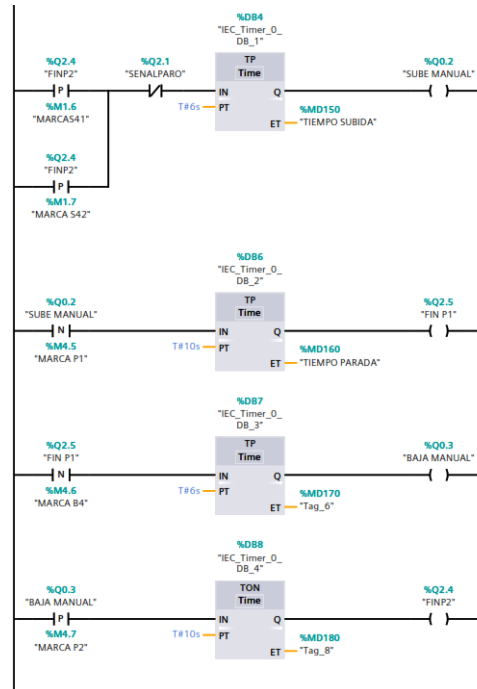 %DB4
"IEC_Timer_0_
DB_1"
%Q2.4
"FINP2"
P
%M1.6
"MARCAS41"
%Q2.1
"SENALPARO"
TP
Time
IN
Q
T#6s
PT
ET
%MD150
"TIEMPO SUBIDA"
%Q0.2
"SUBE MANUAL"
%Q2.4
"FINP2"
P
%M1.7
"MARCA S42"
%DB6
"IEC_Timer_0_
DB_2"
%Q0.2
"SUBE MANUAL"
N
%M4.5
"MARCA P1"
TP
Time
IN
Q
T#10s
PT
ET
%MD160
"TIEMPO PARADA"
%Q2.5
"FIN P1"
%DB7
"IEC_Timer_0_
DB_3"
%Q2.5
"FIN P1"
N
%M4.6
"MARCA B4"
TP
Time
IN
Q
T#6s
PT
ET
%MD170
"Tag_6"
%Q0.3
"BAJA MANUAL"
%DB8
"IEC_Timer_0_
DB_4"
%Q0.3
"BAJA MANUAL"
P
%M4.7
"MARCA P2"
TON
Time
IN
Q
T#10s
PT
ET
%MD180
"Tag_8"
%Q2.4
"FINP2"